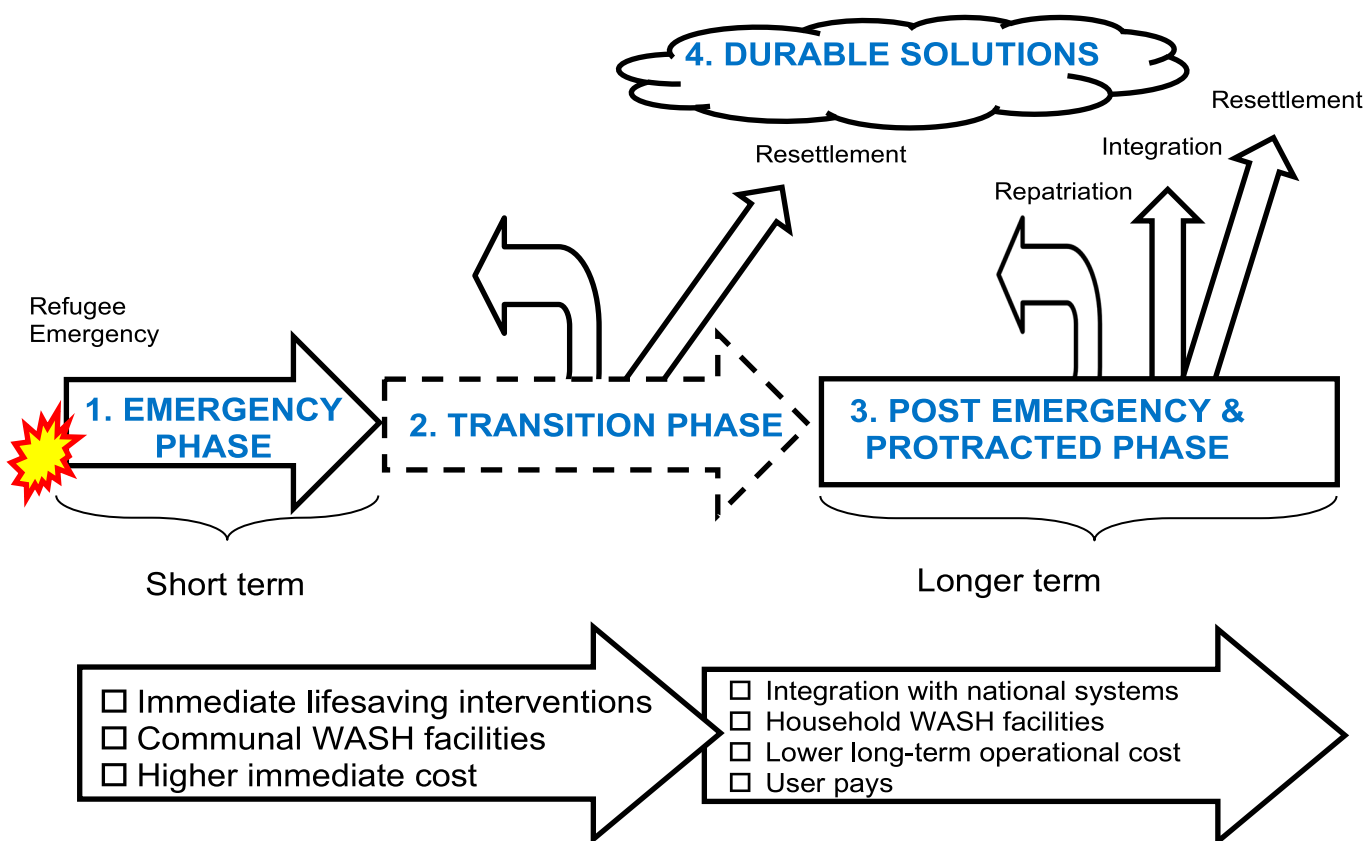 4. DURABLE SOLUTIONS
Resettlement
Integration
Resettlement
Repatriation
Refugee
Emergency
1. EMERGENCY
PHASE
2. TRANSITION PHASE
3. POST EMERGENCY &
PROTRACTED PHASE
Short term
Longer term
☐ Immediate lifesaving interventions
☐ Communal WASH facilities
☐ Higher immediate cost
☐ Integration with national systems
☐ Household WASH facilities
☐ Lower long-term operational cost
☐ User pays